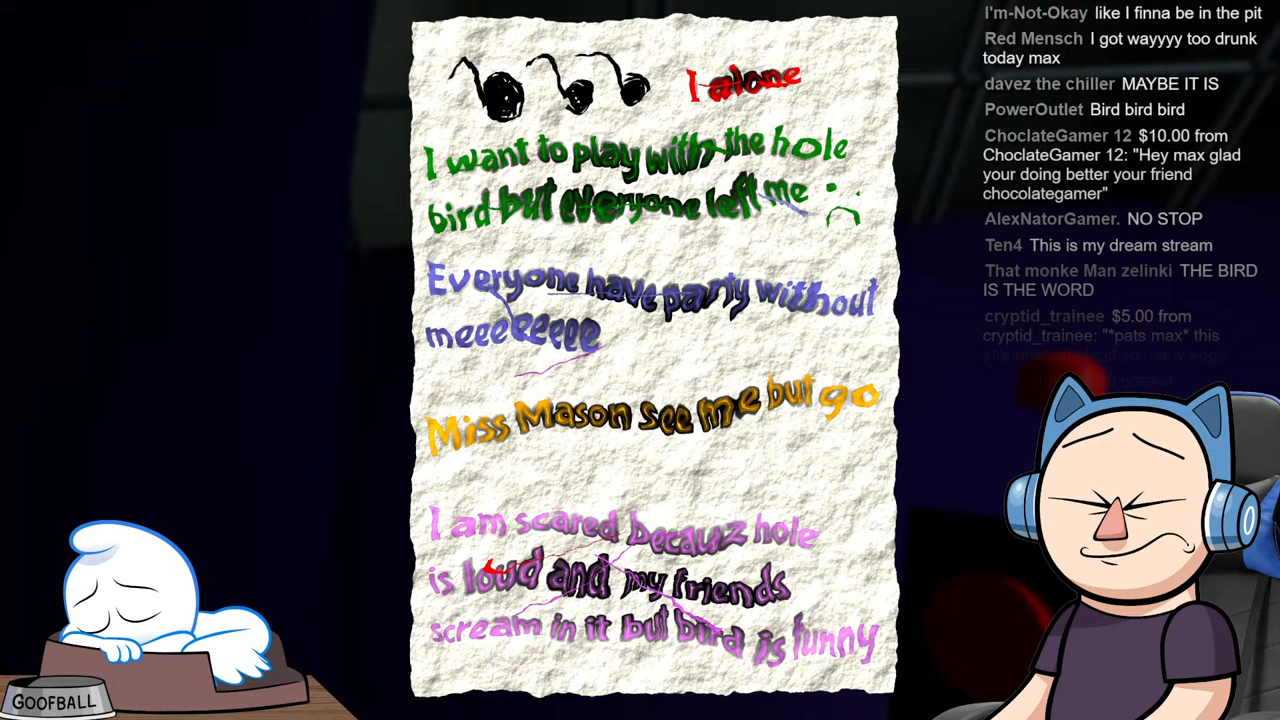 I alone
I want to play with the hole
bird but everyone left me
Everyone have party without
meeeeeeee
Miss Mason see me but go
I am scared becauz hole
is loud and my friends
scream in it but bird is funny
I'm-Not-Okay like I finna be in the pit
Red Mensch I got wayyyy too drunk
today max
davez the chiller MAYBE IT IS
PowerOutlet Bird bird bird
ChoclateGamer 12 $10.00 from
ChoclateGamer 12: "Hey max glad
your doing better your friend
chocolategamer"
AlexNatorGamer. NO STOP
Ten4 This is my dream stream
That monke Man zelinki THE BIRD
IS THE WORD
cryptid_trainee $5.00 from
cryptid_trainee: "*pats max* this
GOOFBALL